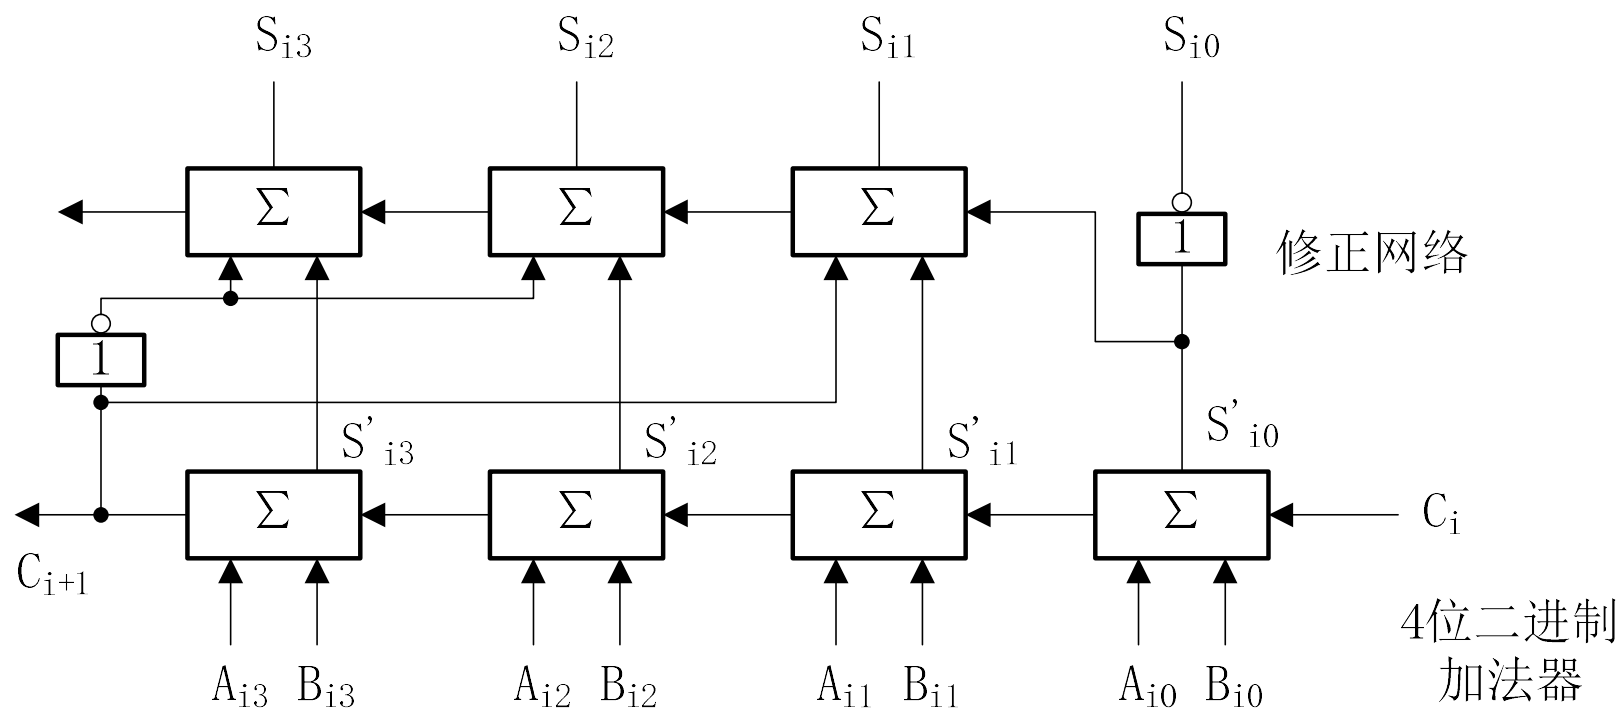 Si3 Si2 Si1 Si0
Σ Σ Σ
1
修正网络
1
S'i3 S'i2 S'i1 S'i0
Σ Σ Σ Σ
Ci
Ci+1
4位二进制
加法器
Ai3 Bi3 Ai2 Bi2 Ai1 Bi1 Ai0 Bi0